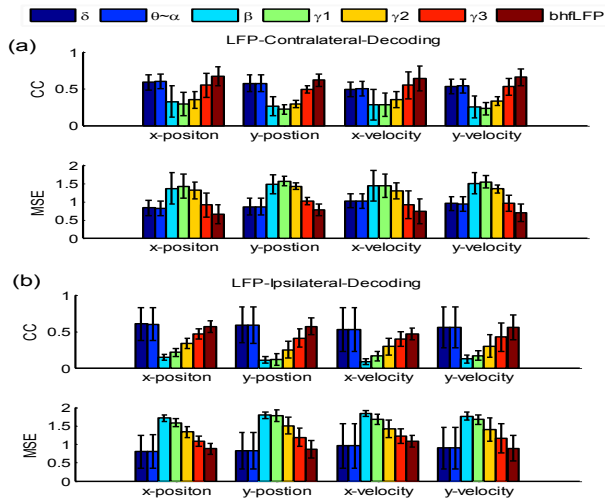 δ θ~α β γ1 γ2 γ3 bhfLFP
(a) LFP-Contralateral-Decoding
1
CC 0.5
0
x-positon y-postion x-velocity y-velocity
2
1.5
MSE 1
0.5
0
x-positon y-postion x-velocity y-velocity
(b) LFP-Ipsilateral-Decoding
1
CC 0.5
0
x-positon y-postion x-velocity y-velocity
2
1.5
MSE 1
0.5
0
x-positon y-postion x-velocity y-velocity